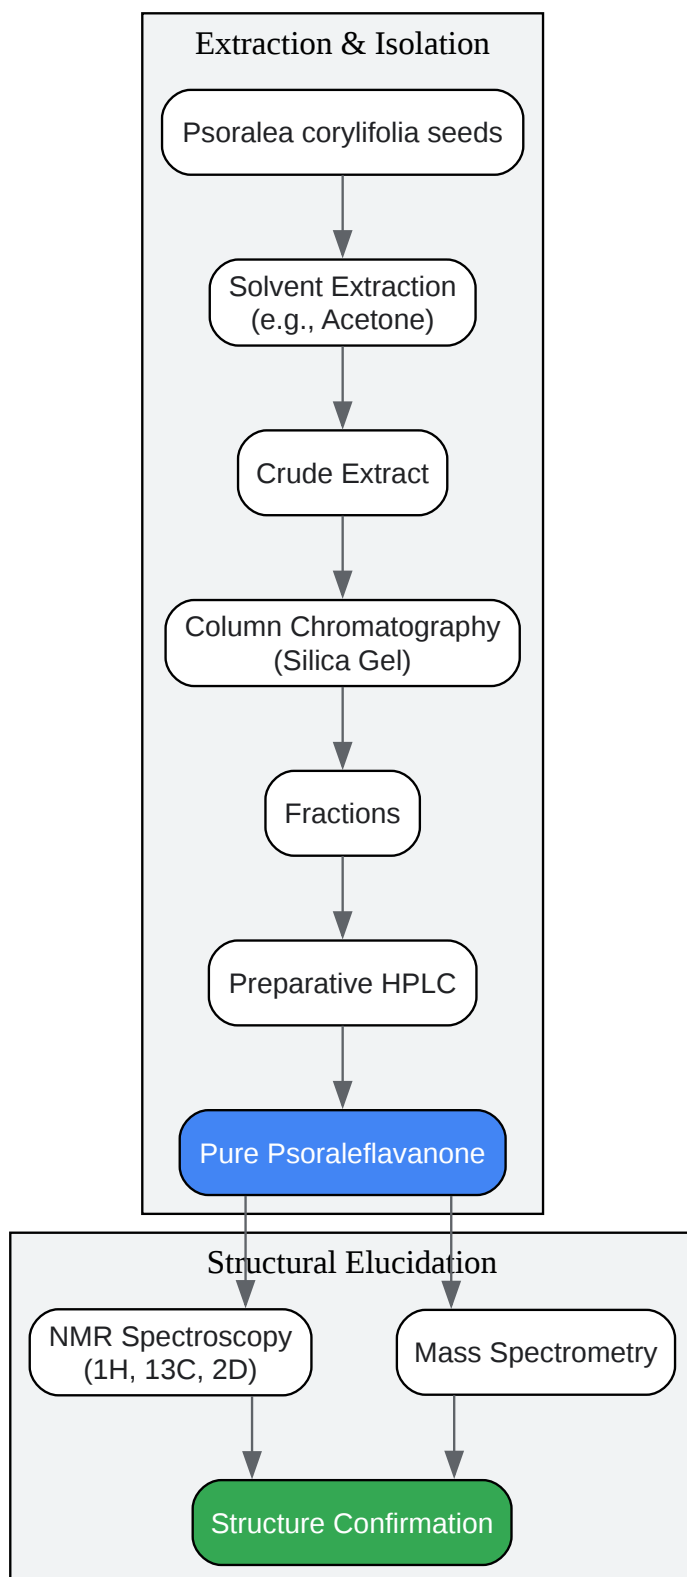 Extraction & Isolation
Psoralea corylifolia seeds
Solvent Extraction
(e.g., Acetone)
Crude Extract
Column Chromatography
(Silica Gel)
Fractions
Preparative HPLC
Pure Psoraleflavanone
Structural Elucidation
NMR Spectroscopy
(1H, 13C, 2D)
Mass Spectrometry
Structure Confirmation